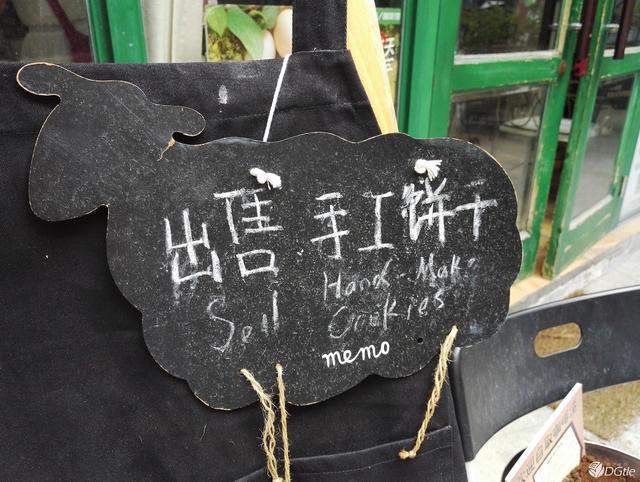 出售 手工饼干
Sell Hand-Make
Cookies
memo
DGtle